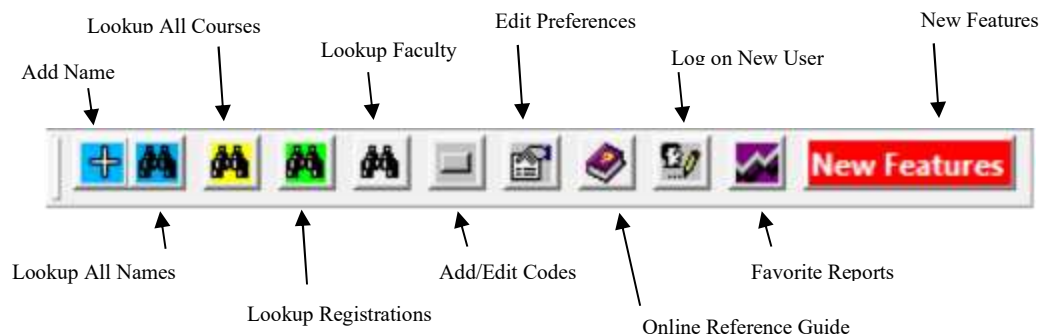 Edit Preferences
New Features
Lookup All Courses
Lookup Faculty
Log on New User
Add Name
New Features
Lookup All Names
Add/Edit Codes
Favorite Reports
Lookup Registrations
Online Reference Guide